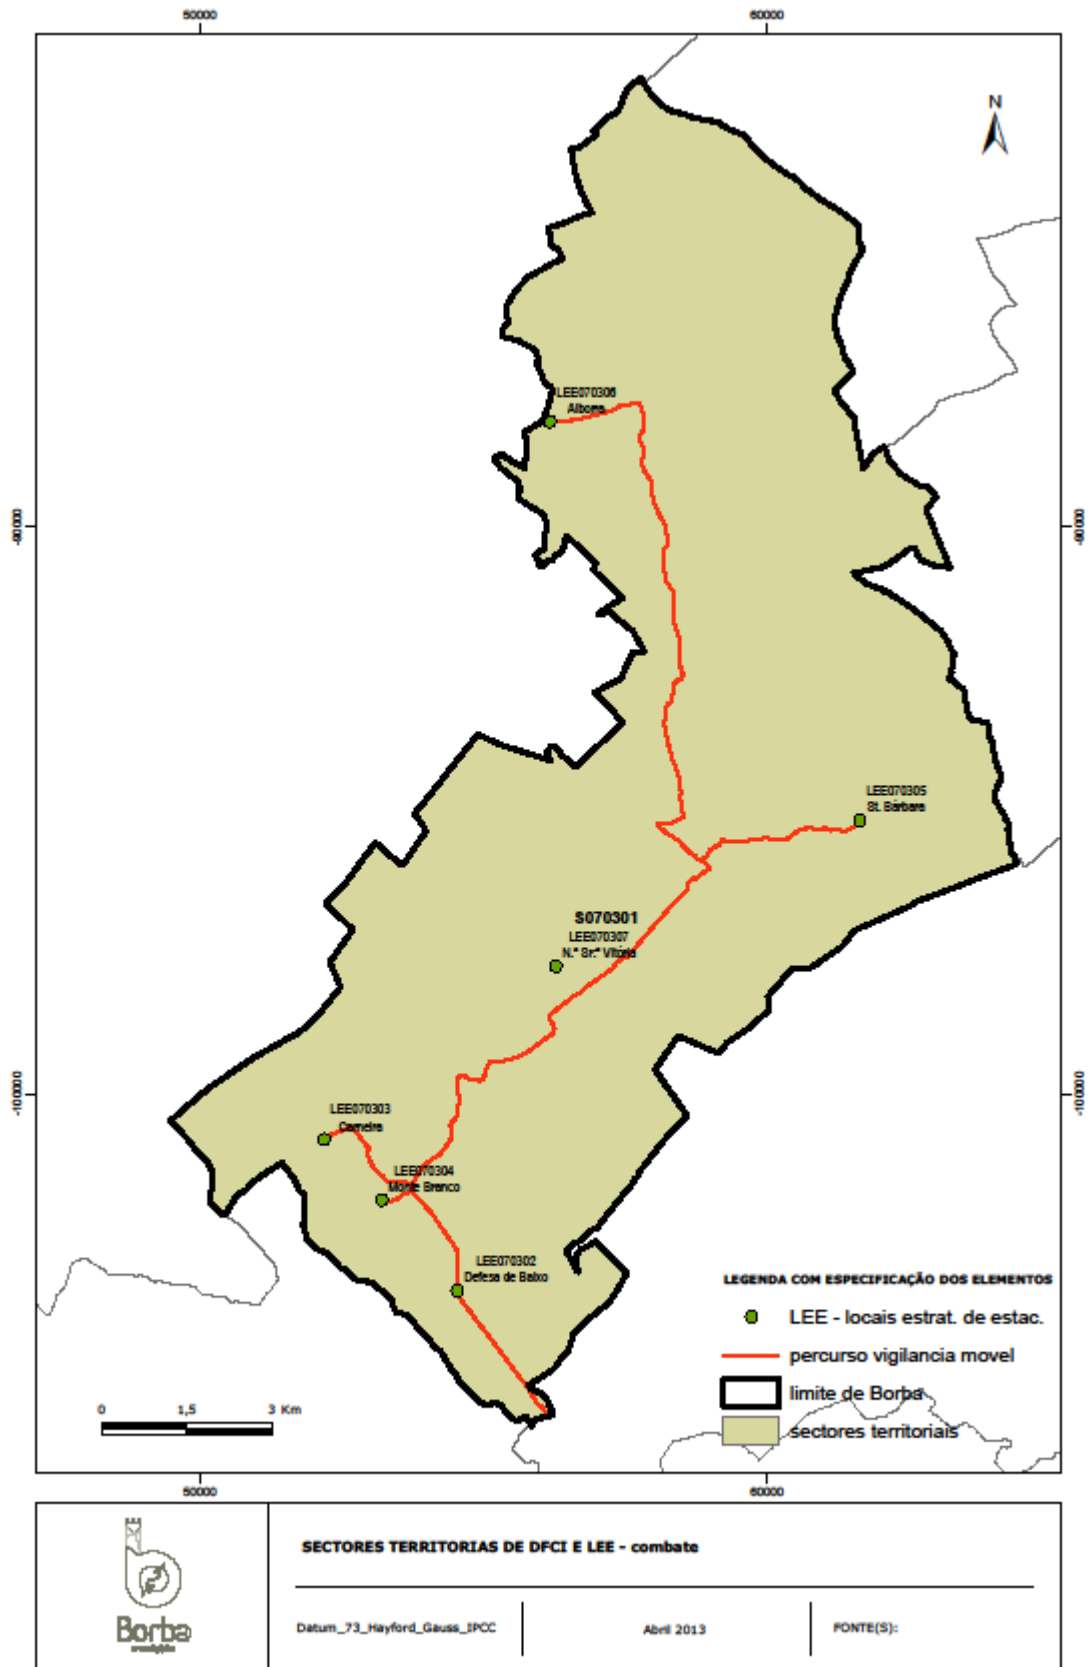 50000
60000
N
LEE070306
Alborra
-90000
-90000
LEE070305
St. Bárbara
S070301
LEE070307
N.ª Sr.ª Vitória
-100000
-100000
LEE070303
Carneira
LEE070304
Monte Branco
LEE070302
Defesa de Baixo
LEGENDA COM ESPECIFICAÇÃO DOS ELEMENTOS
LEE - locais estrat. de estac.
percurso vigilancia movel
limite de Borba
sectores territoriais
0 1,5 3 Km
50000
60000
SECTORES TERRITORIAS DE DFCI E LEE - combate
Borba
Datum_73_Hayford_Gauss_IPCC
Abril 2013
FONTE(S):